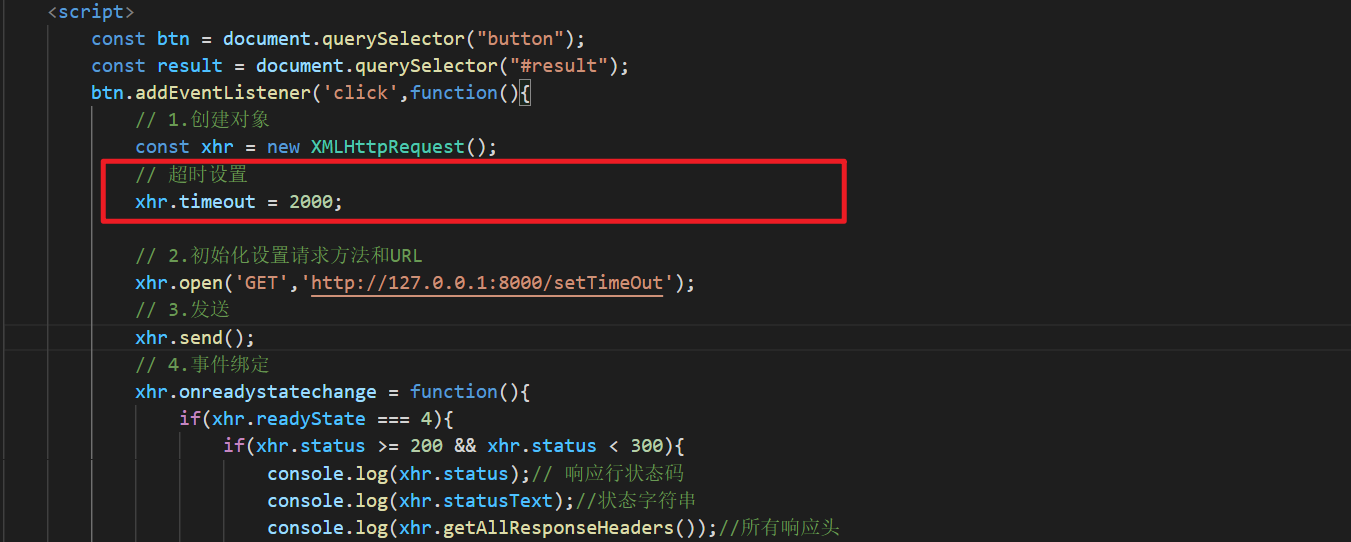 <script>
const btn = document.querySelector("button");
const result = document.querySelector("#result");
btn.addEventListener('click',function(){
// 1.创建对象
const xhr = new XMLHttpRequest();
// 超时设置
xhr.timeout = 2000;
// 2.初始化设置请求方法和URL
xhr.open('GET','http://127.0.0.1:8000/setTimeOut');
// 3.发送
xhr.send();
// 4.事件绑定
xhr.onreadystatechange = function(){
if(xhr.readyState === 4){
if(xhr.status >= 200 && xhr.status < 300){
console.log(xhr.status);// 响应行状态码
console.log(xhr.statusText);//状态字符串
console.log(xhr.getAllResponseHeaders());//所有响应头